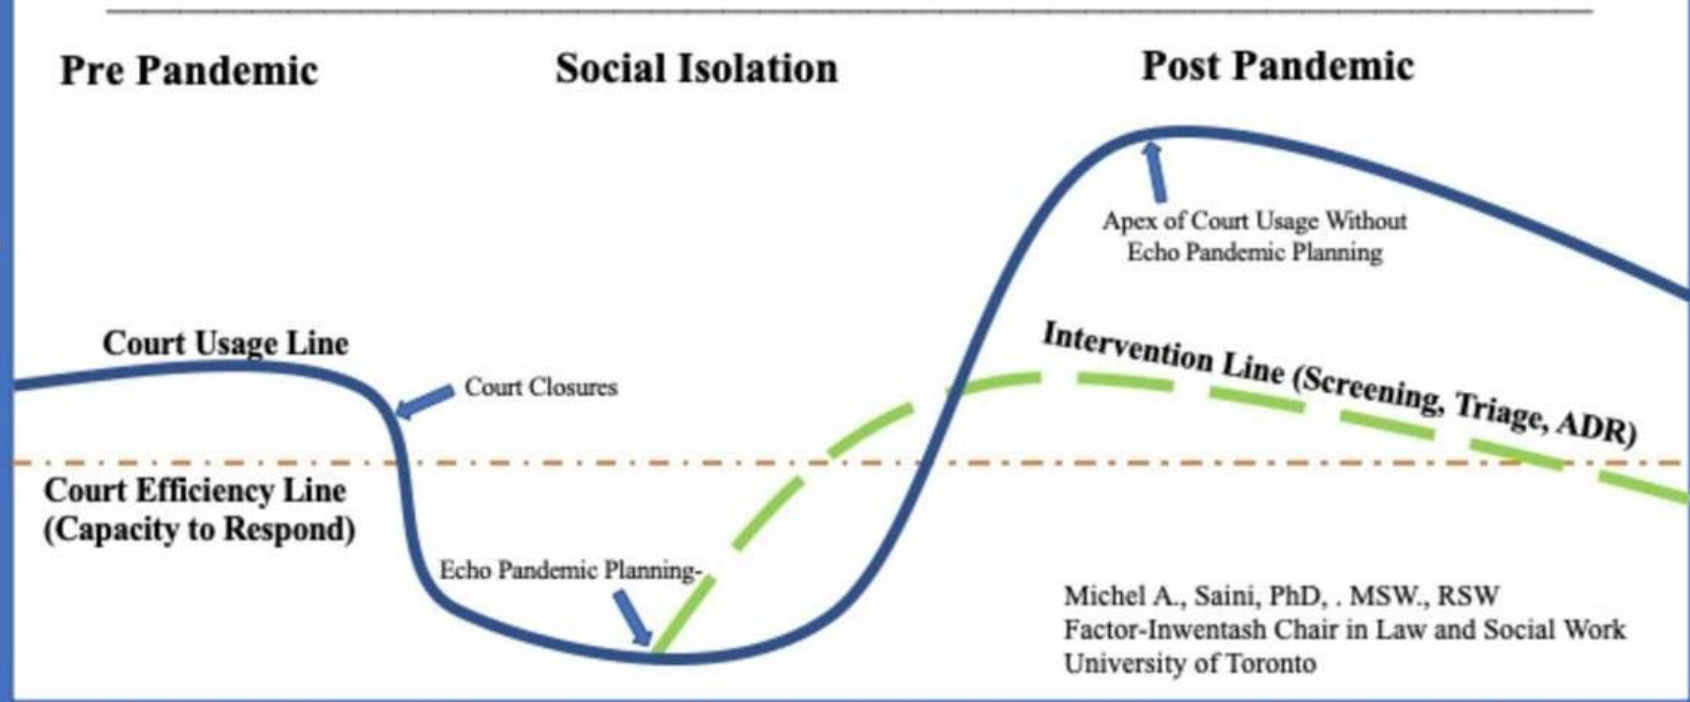 Pre Pandemic
Social Isolation
Post Pandemic
Apex of Court Usage Without
Echo Pandemic Planning
Court Usage Line
Court Closures
Intervention Line (Screening, Triage, ADR)
Court Efficiency Line
(Capacity to Respond)
Echo Pandemic Planning-
Michel A., Saini, PhD, . MSW., RSW
Factor-Inwentash Chair in Law and Social Work
University of Toronto